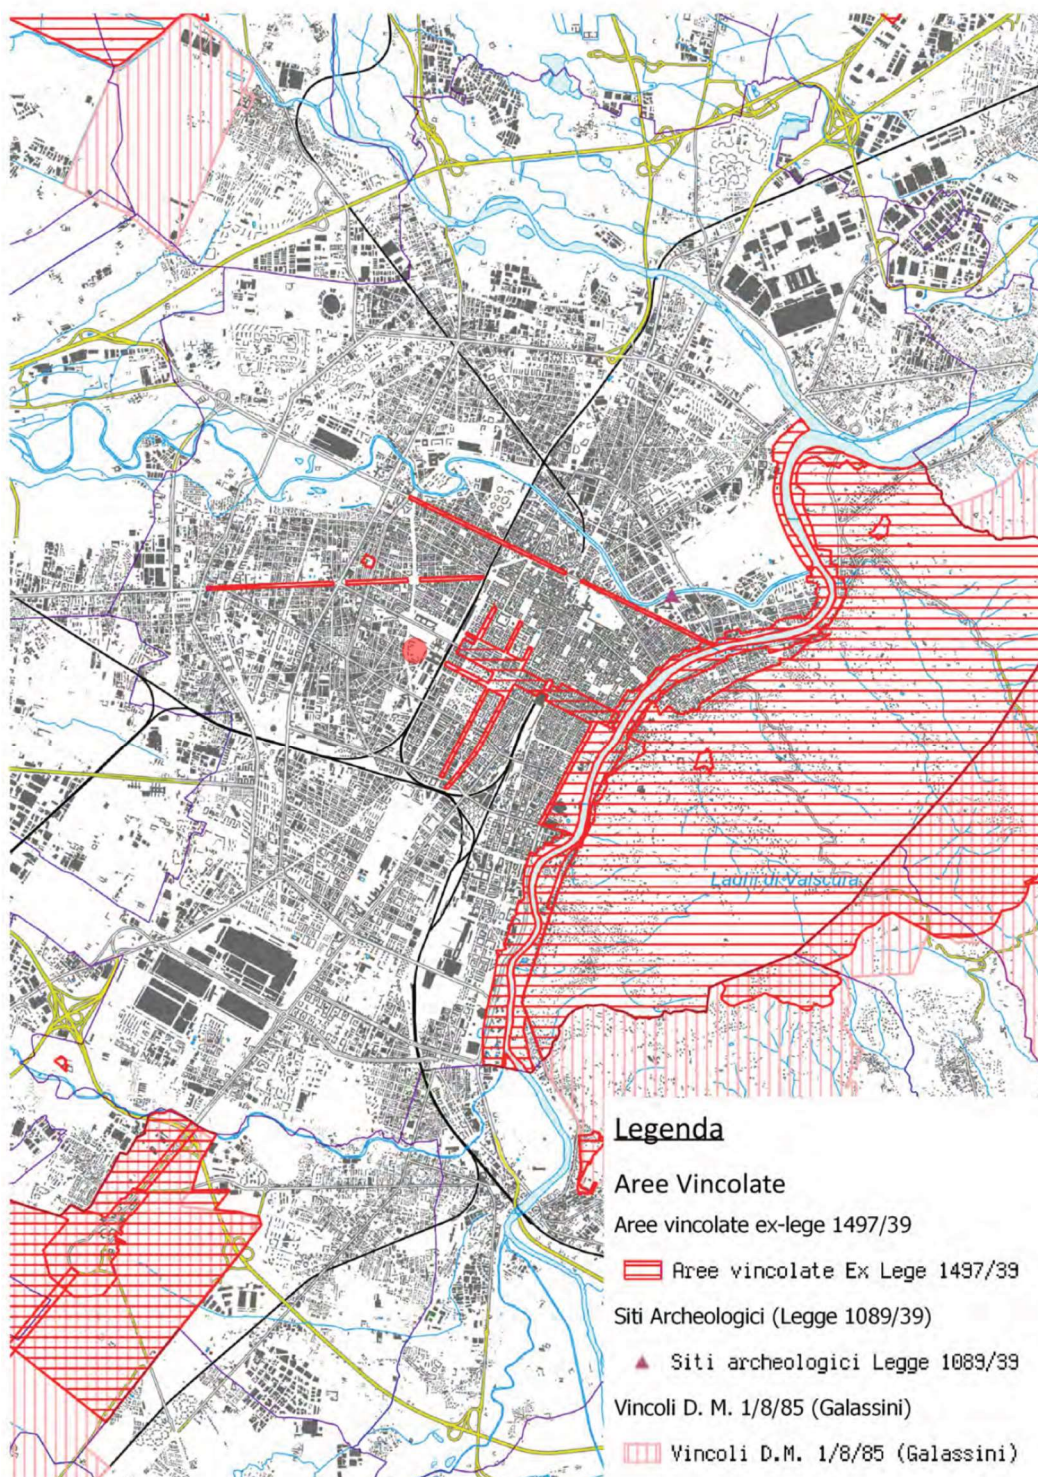 Laghi di Valscura
Legenda
Aree Vincolate
Aree vincolate ex-lege 1497/39
Aree vincolate Ex Lege 1497/39
Siti Archeologici (Legge 1089/39)
Siti archeologici Legge 1089/39
Vincoli D. M. 1/8/85 (Galassini)
Vincoli D.M. 1/8/85 (Galassini)